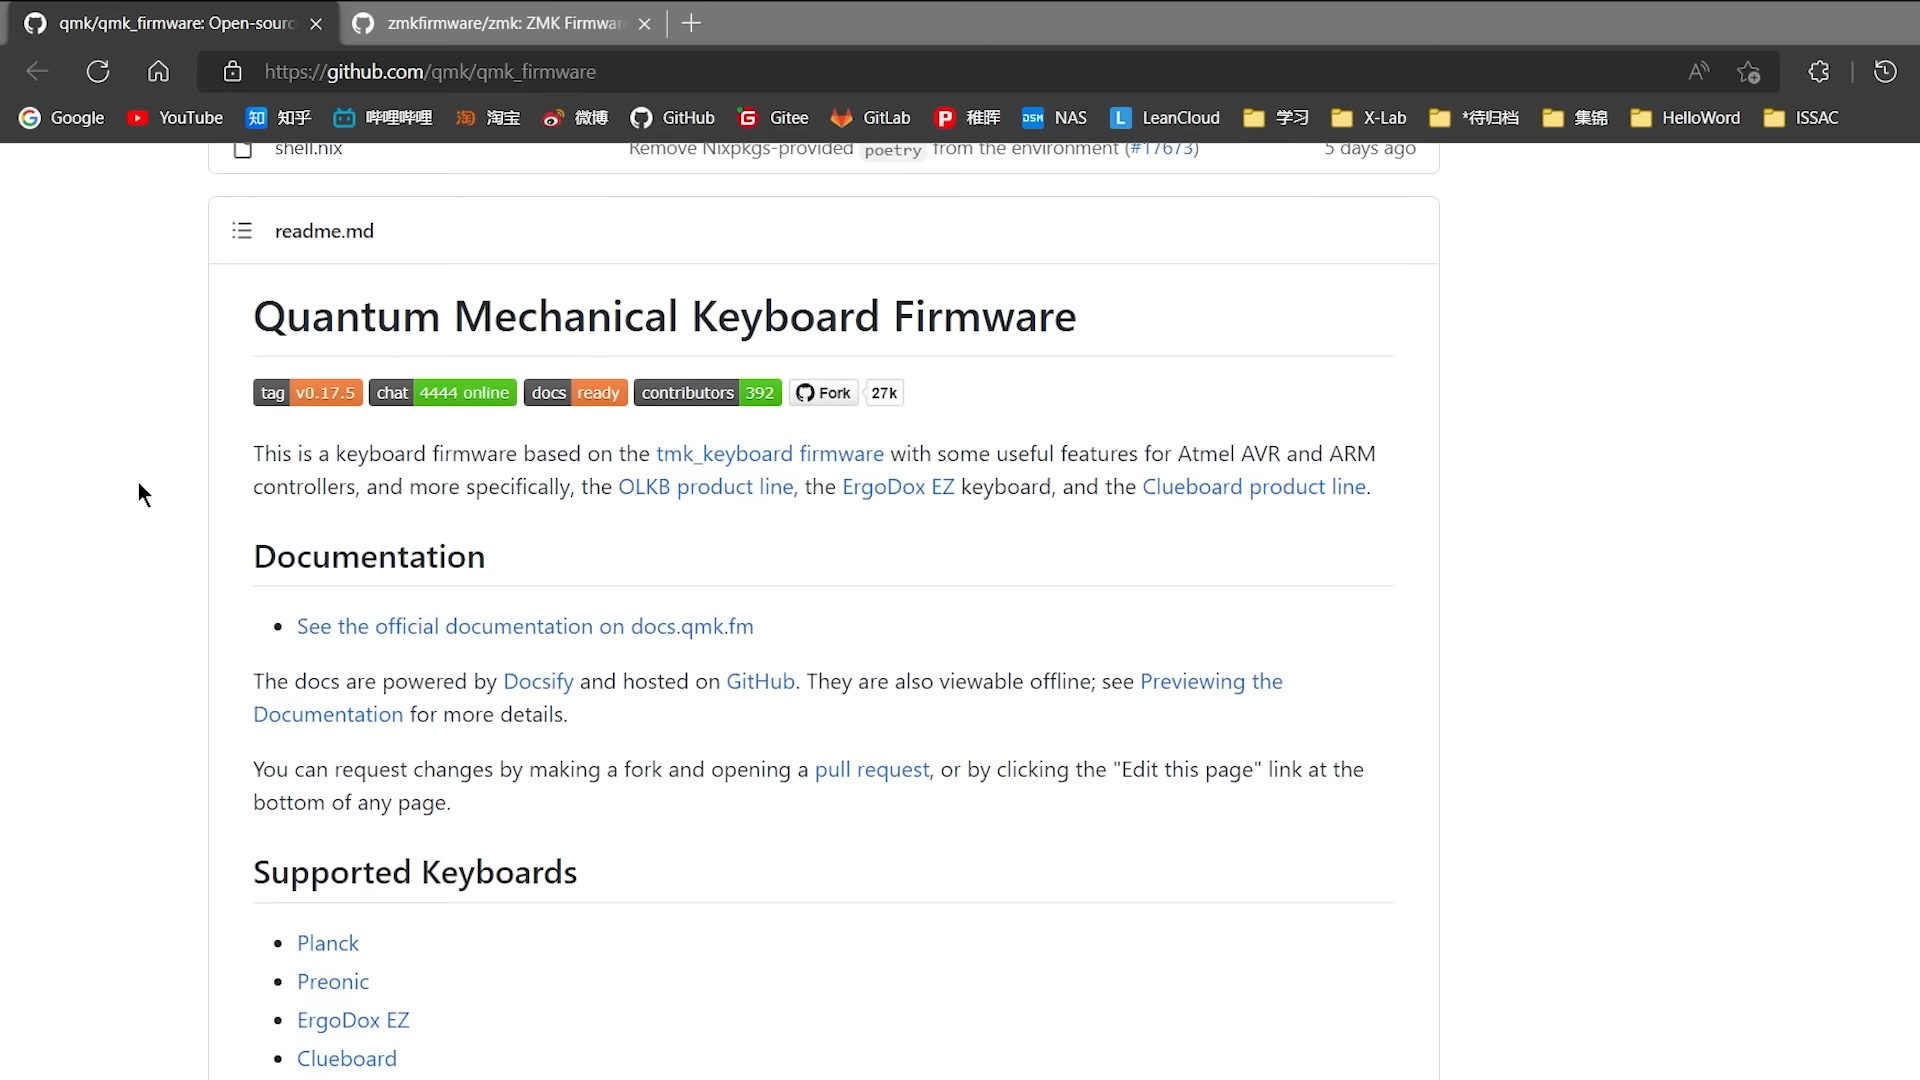 qmk/qmk_firmware: Open-sourc
zmkfirmware/zmk: ZMK Firmwar
https://github.com/qmk/qmk_firmware
Google YouTube 知 知乎 哔哩哔哩 淘 淘宝 微博 GitHub G Gitee GitLab P 稚晖 DSM NAS L LeanCloud 学习 X-Lab *待归档 集锦 HelloWord ISSAC
shell.nix Remove Nixpkgs-provided poetry from the environment (#17673) 5 days ago
readme.md
Quantum Mechanical Keyboard Firmware
tag v0.17.5 chat 4444 online docs ready contributors 392 Fork 27k
This is a keyboard firmware based on the tmk_keyboard firmware with some useful features for Atmel AVR and ARM
controllers, and more specifically, the OLKB product line, the ErgoDox EZ keyboard, and the Clueboard product line.
Documentation
See the official documentation on docs.qmk.fm
The docs are powered by Docsify and hosted on GitHub. They are also viewable offline; see Previewing the
Documentation for more details.
You can request changes by making a fork and opening a pull request, or by clicking the "Edit this page" link at the
bottom of any page.
Supported Keyboards
Planck
Preonic
ErgoDox EZ
Clueboard